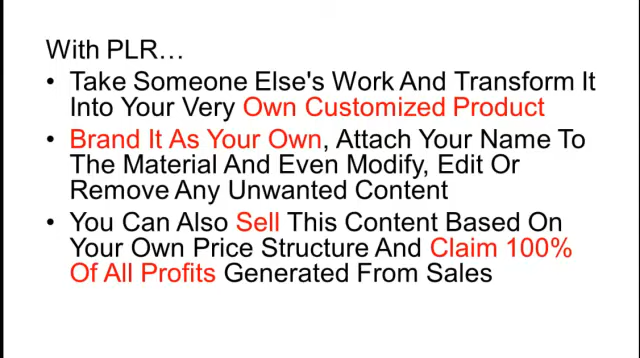 With PLR…
• Take Someone Else's Work And Transform It
Into Your Very Own Customized Product
• Brand It As Your Own, Attach Your Name To
The Material And Even Modify, Edit Or
Remove Any Unwanted Content
• You Can Also Sell This Content Based On
Your Own Price Structure And Claim 100%
Of All Profits Generated From Sales